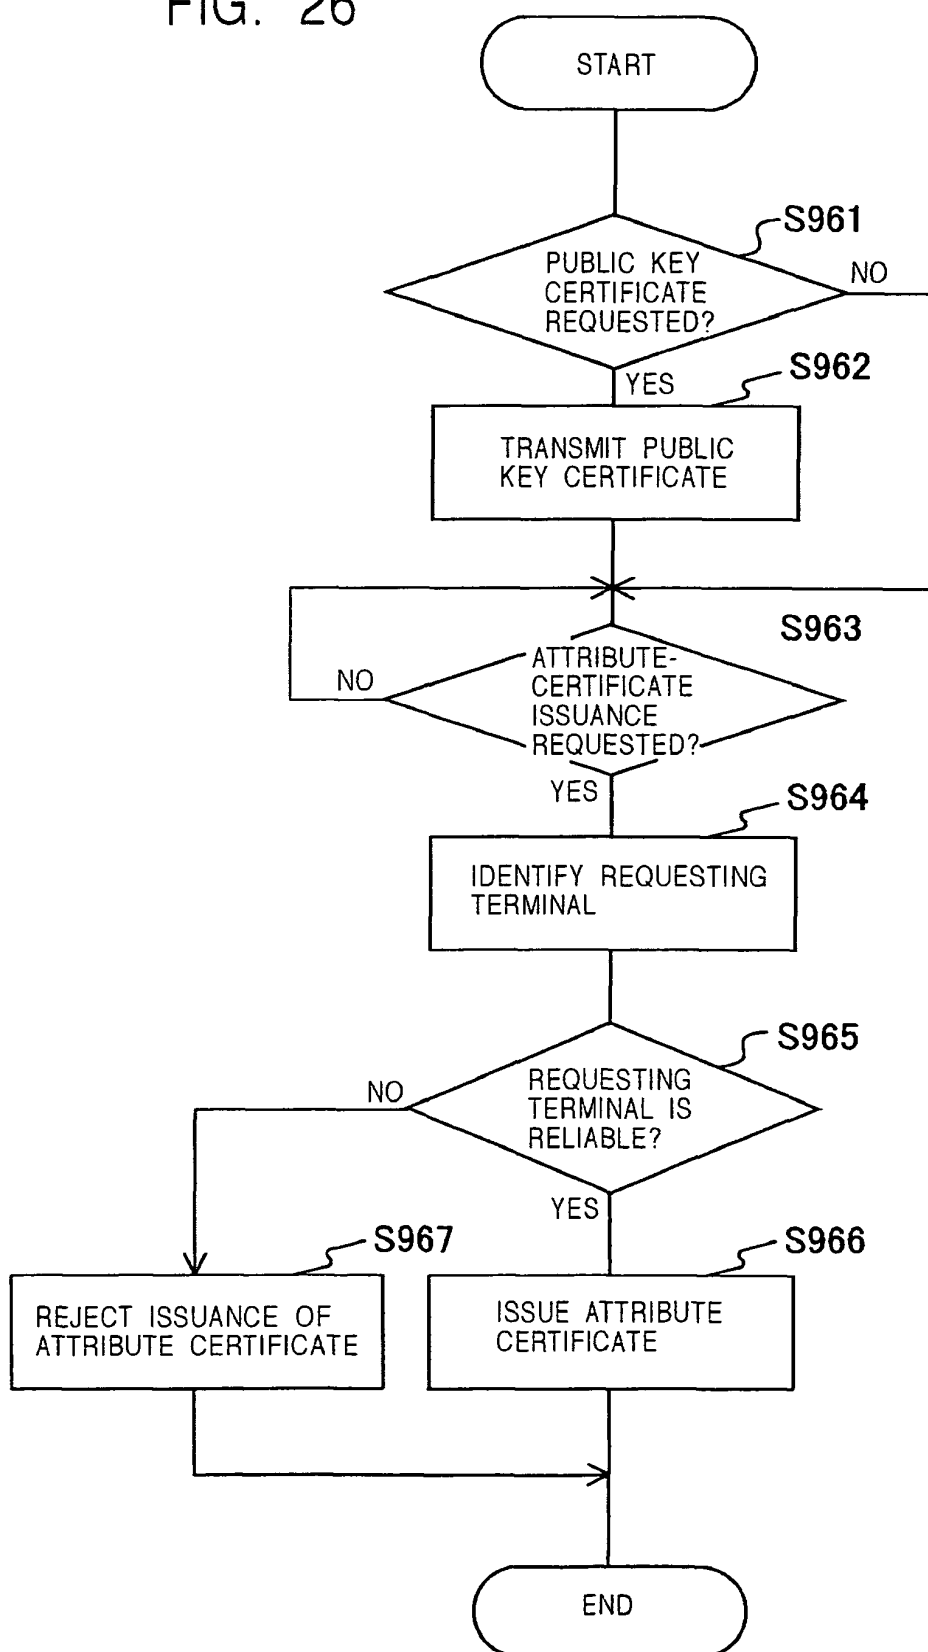 FIG. 26
START
S961
PUBLIC KEY
CERTIFICATE
REQUESTED?
NO
YES
S962
TRANSMIT PUBLIC
KEY CERTIFICATE
S963
ATTRIBUTE-
CERTIFICATE
ISSUANCE
REQUESTED?
NO
YES
S964
IDENTIFY REQUESTING
TERMINAL
S965
REQUESTING
TERMINAL IS
RELIABLE?
NO
YES
S967
REJECT ISSUANCE OF
ATTRIBUTE CERTIFICATE
S966
ISSUE ATTRIBUTE
CERTIFICATE
END